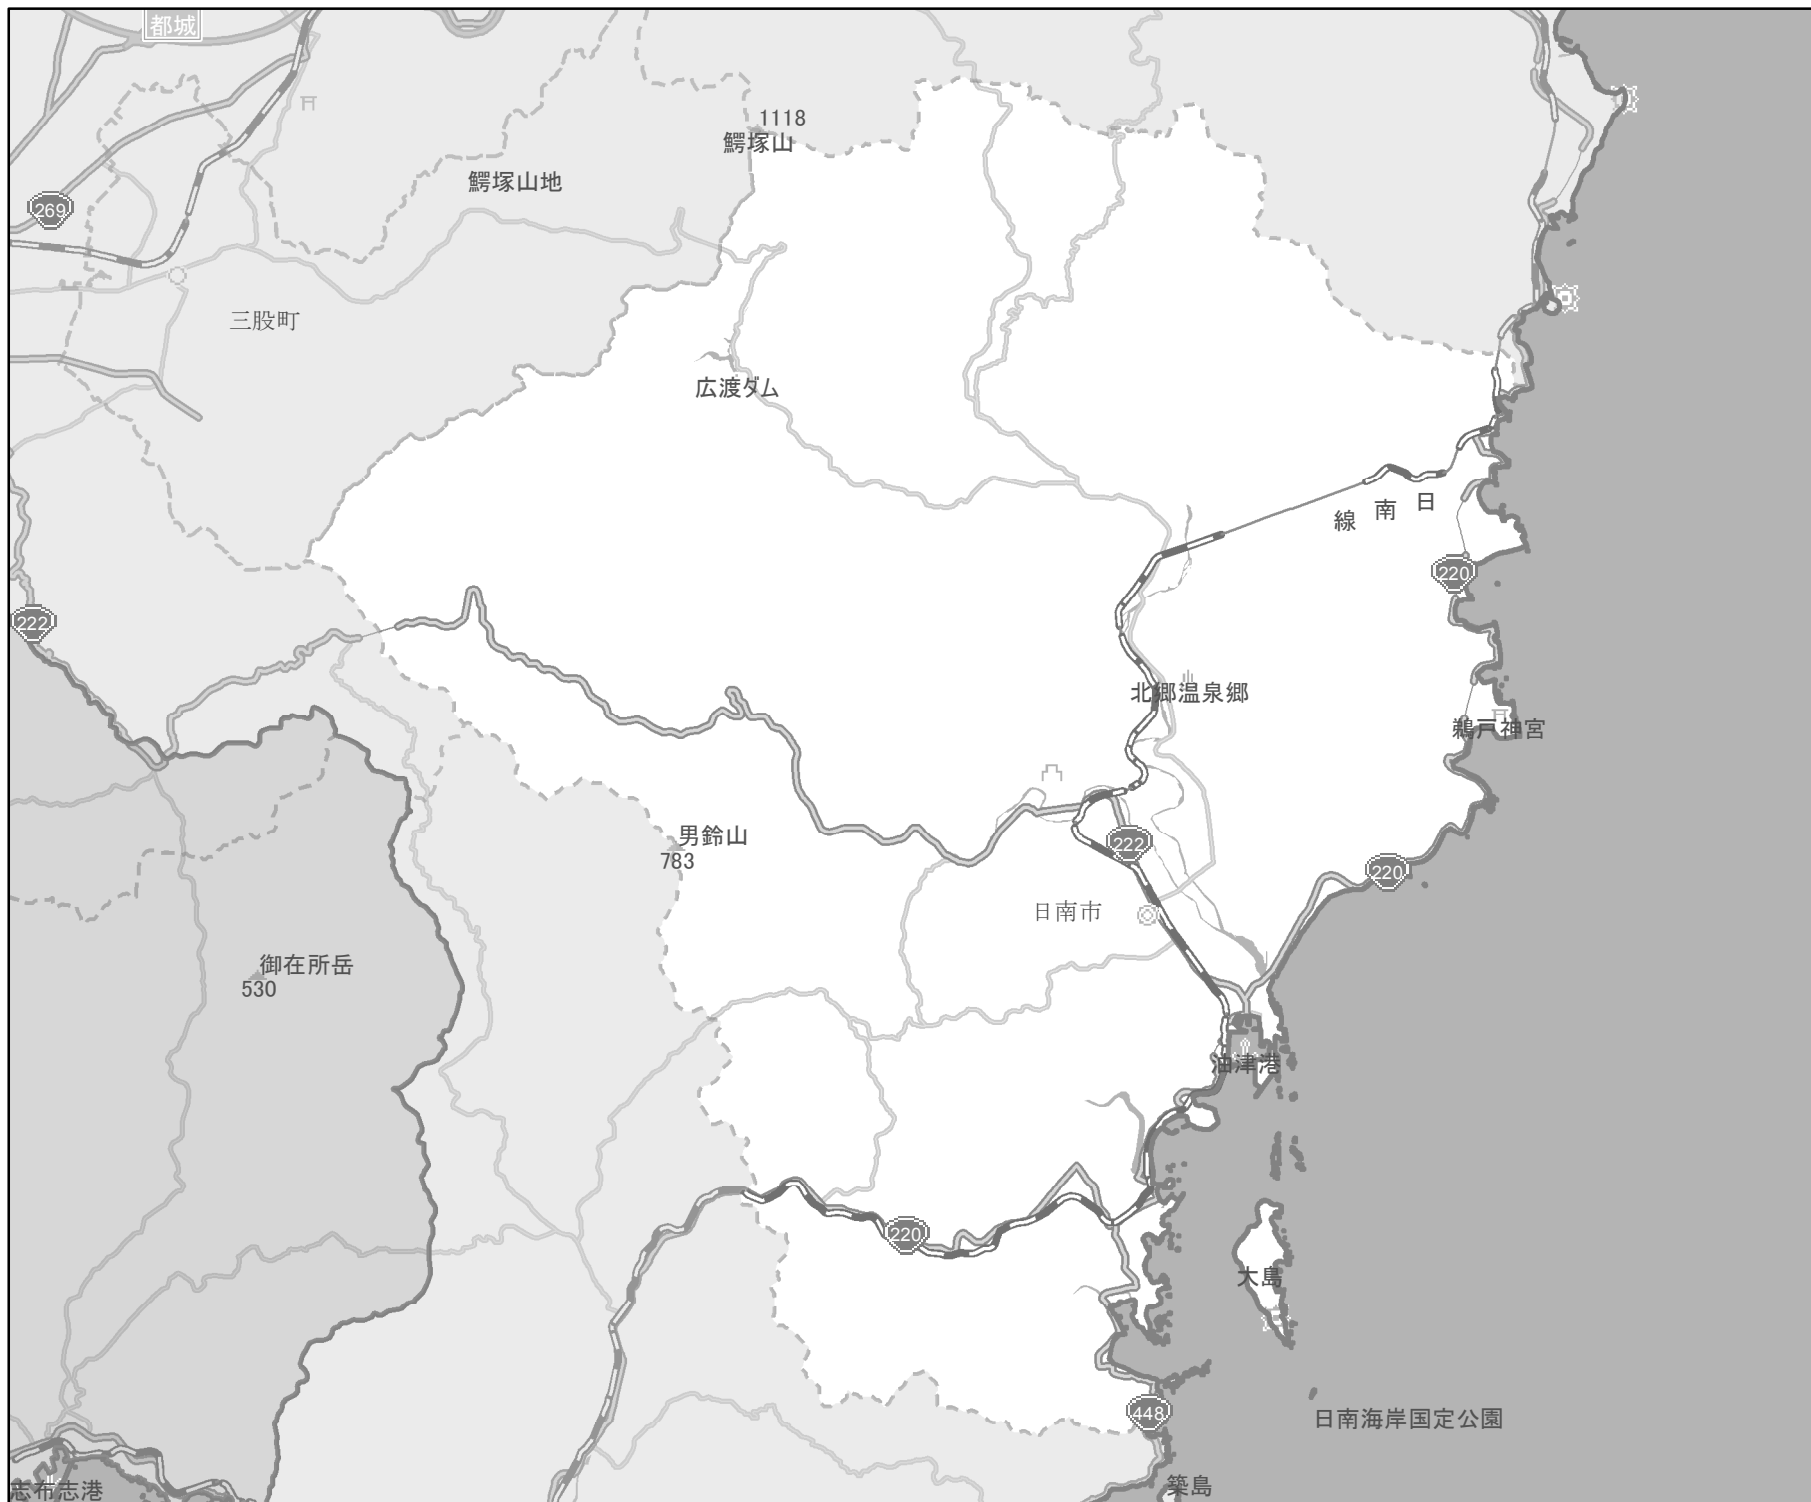 都城
1118
鰐塚山
鰐塚山地
269
三股町
広渡ダム
日南線
220
222
北郷温泉郷
鵜戸神宮
男鈴山
783
222
220
日南市
御在所岳
530
油津港
220
大島
448
日南海岸国定公園
志布志港
築島